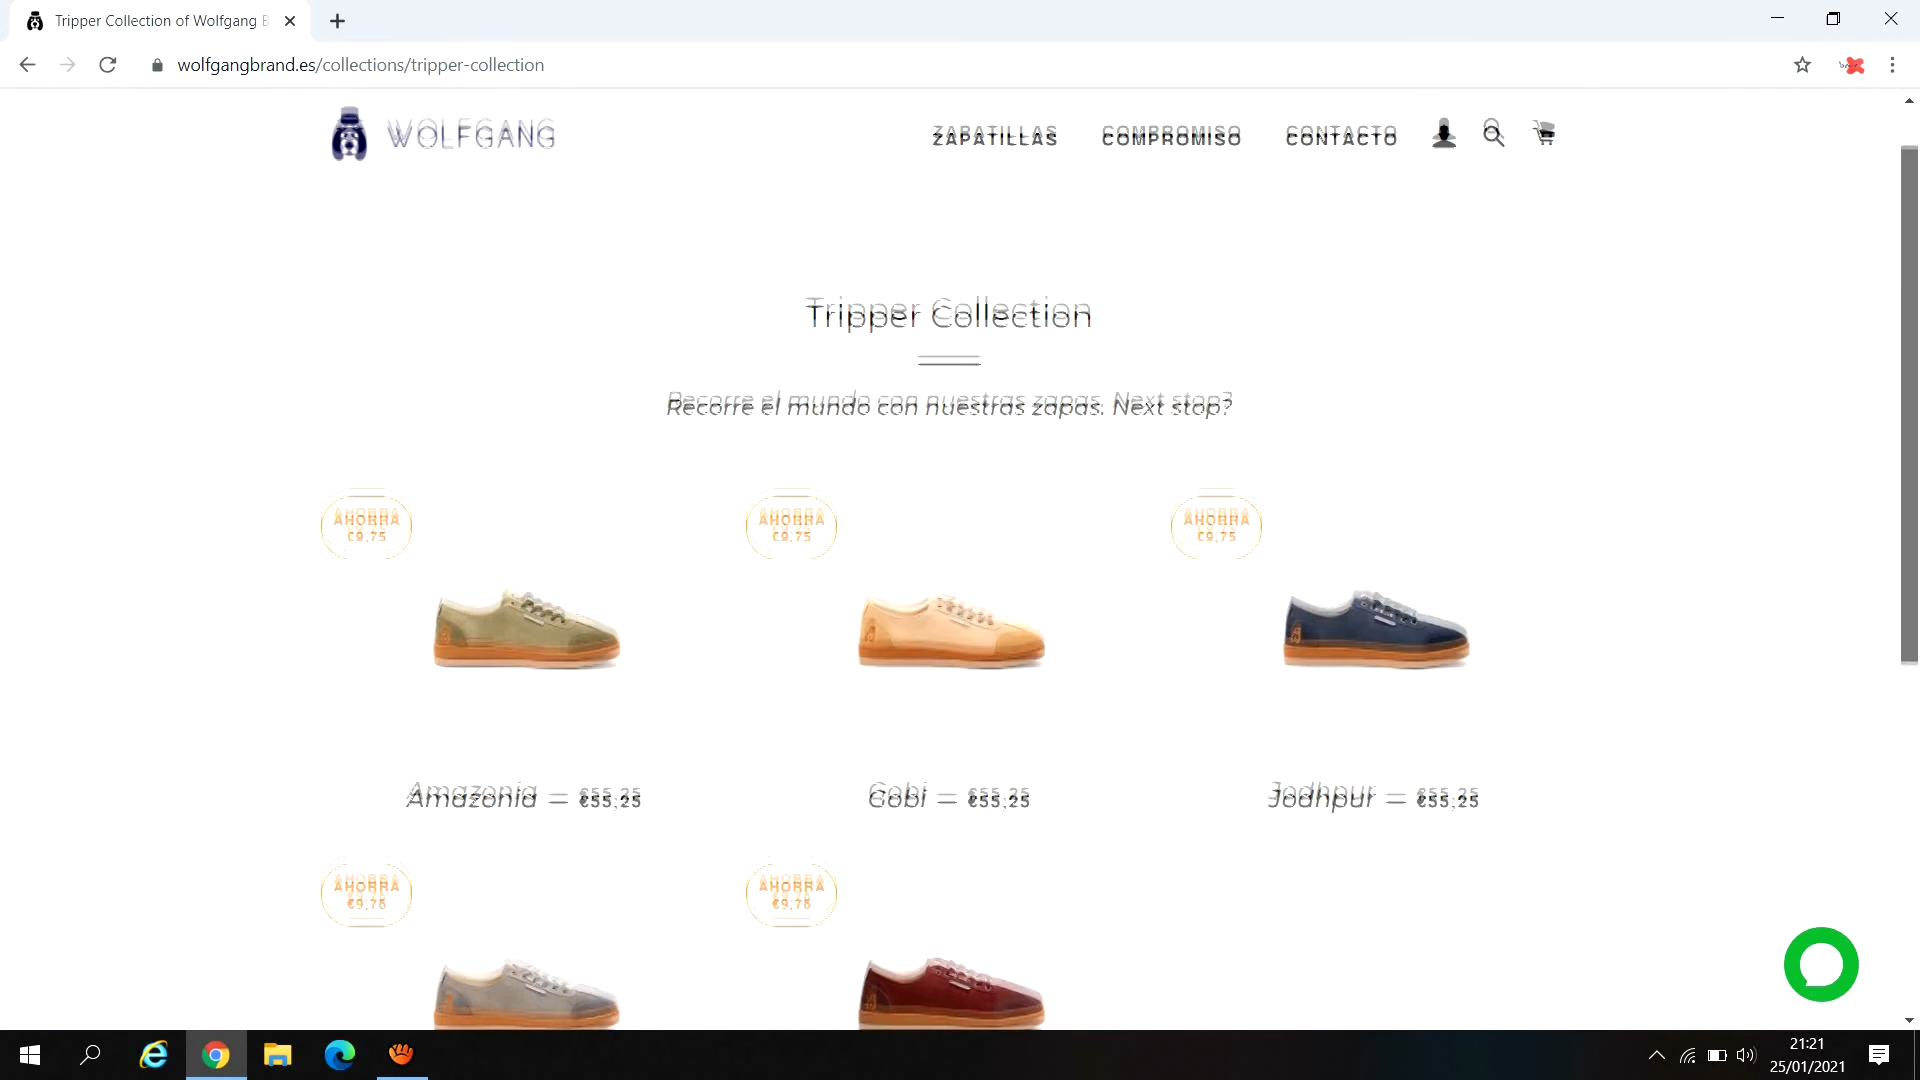 Tripper Collection of Wolfgang B
wolfgangbrand.es/collections/tripper-collection
WOLFGANG
ZAPATILLAS COMPROMISO CONTACTO
Tripper Collection
Recorre el mundo con nuestras zapas. Next stop?
AHORRA
€9,75
AHORRA
€9,75
AHORRA
€9,75
Amazonia — €55,25
Gobi — €55,25
Jodhpur — €55,25
AHORRA
€9,75
AHORRA
€9,75
21:21
25/01/2021